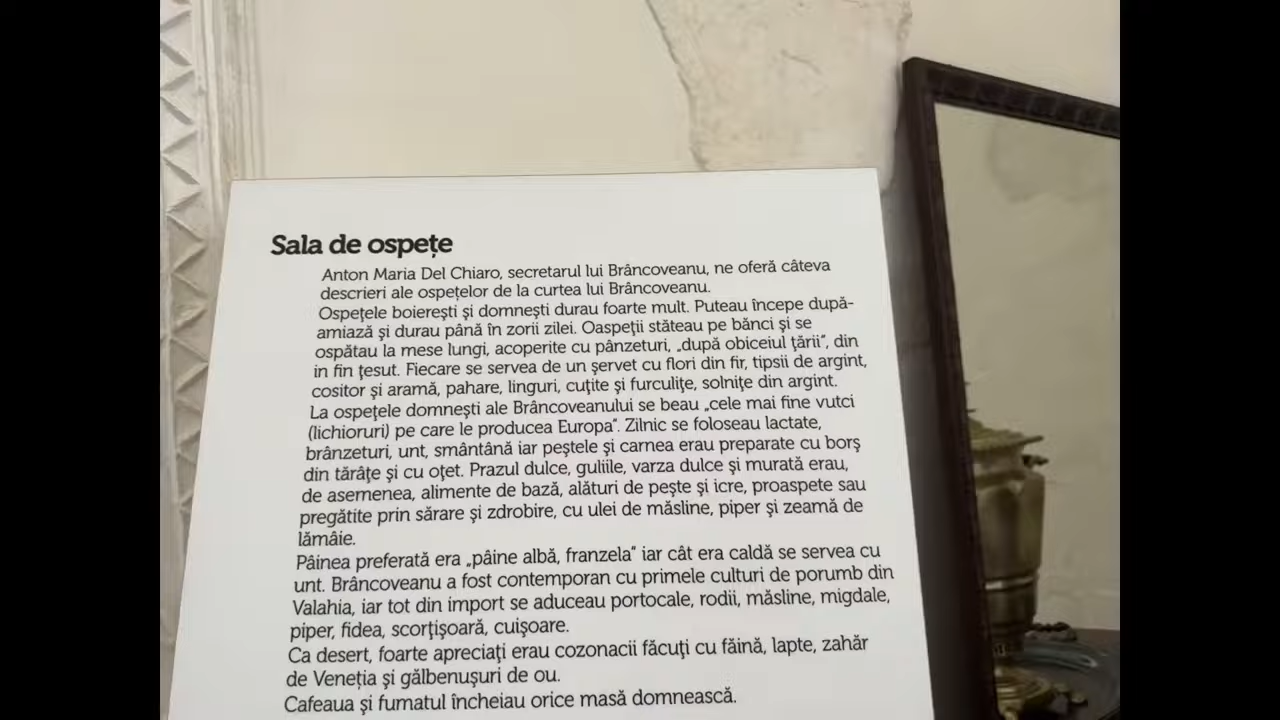 Sala de ospețe
Anton Maria Del Chiaro, secretarul lui Brâncoveanu, ne oferă câteva
descrieri ale ospețelor de la curtea lui Brâncoveanu.
Ospețele boierești și domnești durau foarte mult. Puteau începe după-
amiază și durau până în zorii zilei. Oaspeții stăteau pe bănci și se
ospătau la mese lungi, acoperite cu pânzeturi, „după obiceiul țării”, din
in fin țesut. Fiecare se servea de un șervet cu flori din fir, tipsii de argint,
cositor și aramă, pahare, linguri, cuțite și furculițe, solnițe din argint.
La ospețele domnești ale Brâncoveanului se beau „cele mai fine vutci
(lichioruri) pe care le producea Europa”. Zilnic se foloseau lactate,
brânzeturi, unt, smântână iar peștele și carnea erau preparate cu borș
din tărâțe și cu oțet. Prazul dulce, guliile, varza dulce și murată erau,
de asemenea, alimente de bază, alături de pește și icre, proaspete sau
pregătite prin sărare și zdrobire, cu ulei de măsline, piper și zeamă de
lămâie.
Pâinea preferată era „pâine albă, franzela” iar cât era caldă se servea cu
unt. Brâncoveanu a fost contemporan cu primele culturi de porumb din
Valahia, iar tot din import se aduceau portocale, rodii, măsline, migdale,
piper, fidea, scorțișoară, cuișoare.
Ca desert, foarte apreciați erau cozonacii făcuți cu făină, lapte, zahăr
de Veneția și gălbenușuri de ou.
Cafeaua și fumatul încheiau orice masă domnească.